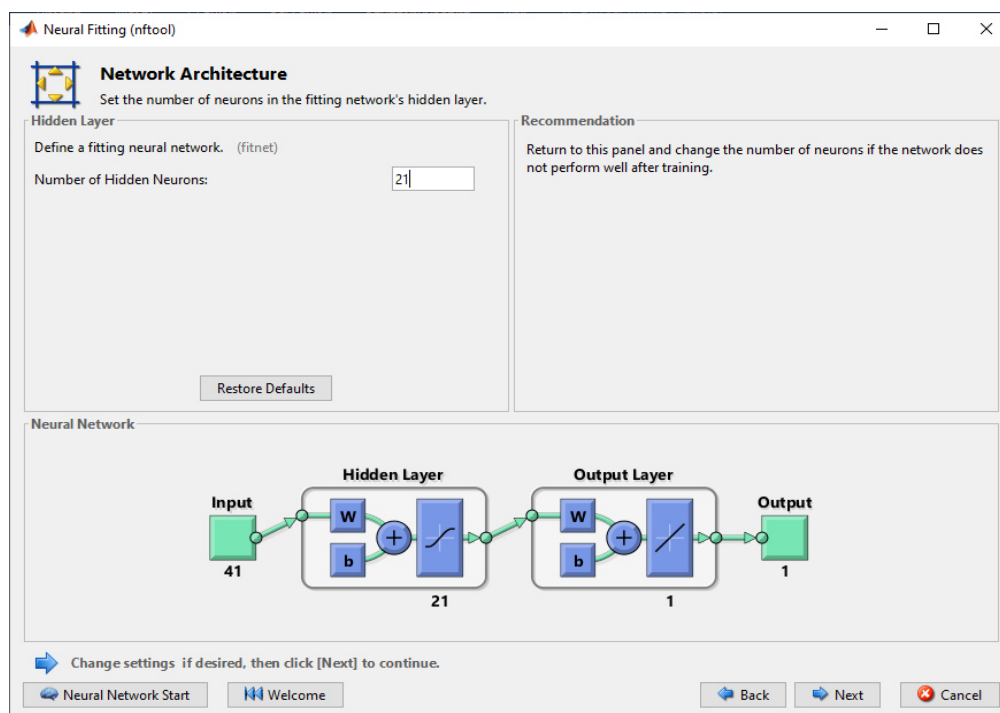 Neural Fitting (nftool)
Network Architecture
Set the number of neurons in the fitting network's hidden layer.
Hidden Layer
Define a fitting neural network. (fitnet)
Number of Hidden Neurons: 21
Restore Defaults
Recommendation
Return to this panel and change the number of neurons if the network does
not perform well after training.
Neural Network
Hidden Layer
Output Layer
Input
W
b
+
W
b
+
Output
41
21
1
1
Change settings if desired, then click [Next] to continue.
Neural Network Start
Welcome
Back
Next
Cancel